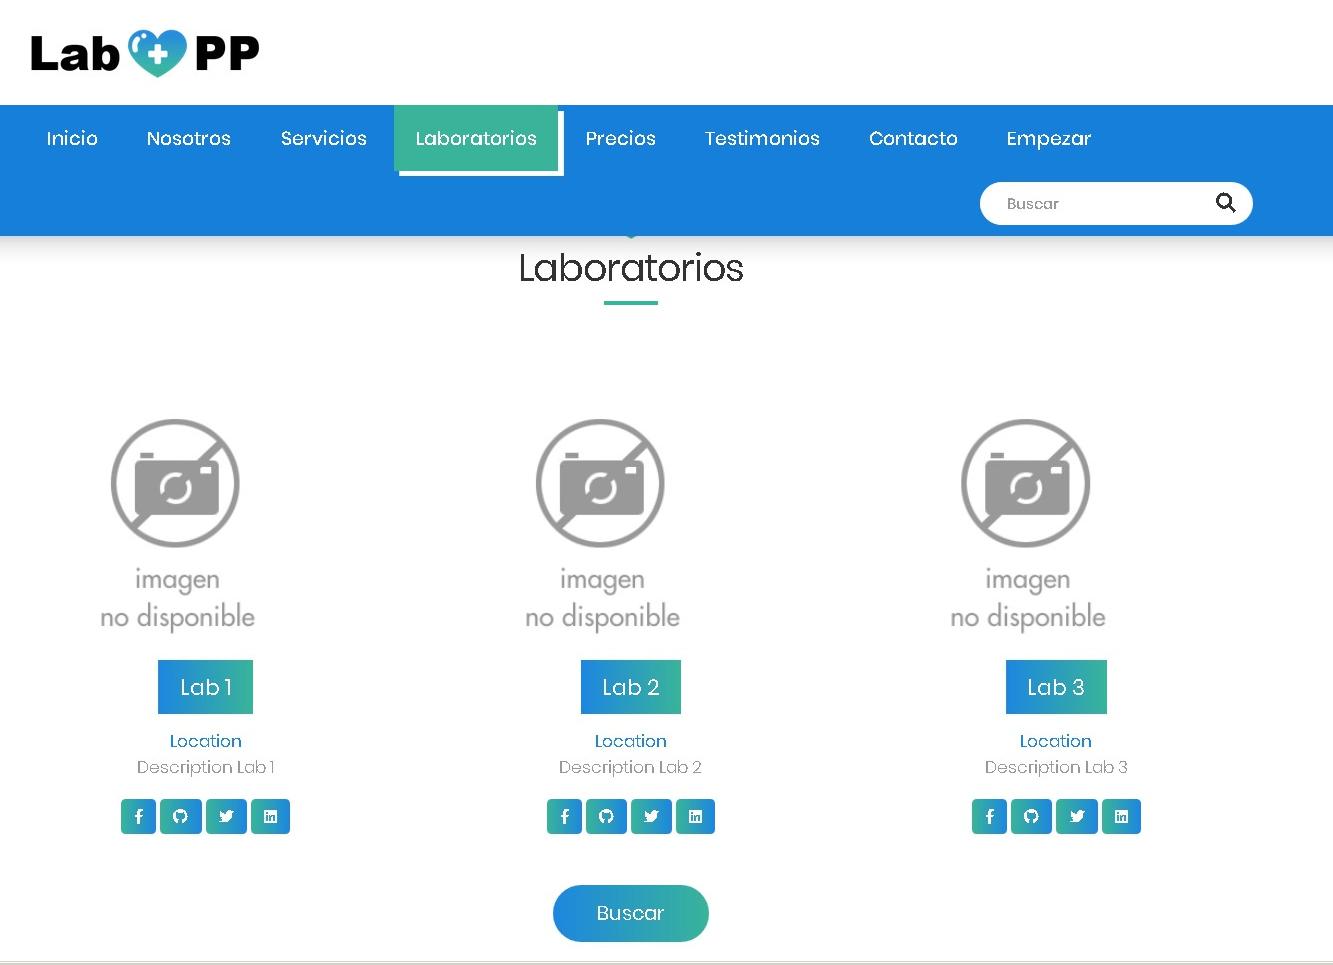 Lab PP
Inicio Nosotros Servicios Laboratorios Precios Testimonios Contacto Empezar
Buscar
Laboratorios
imagen
no disponible
imagen
no disponible
imagen
no disponible
Lab 1
Location
Description Lab 1
Lab 2
Location
Description Lab 2
Lab 3
Location
Description Lab 3
Buscar